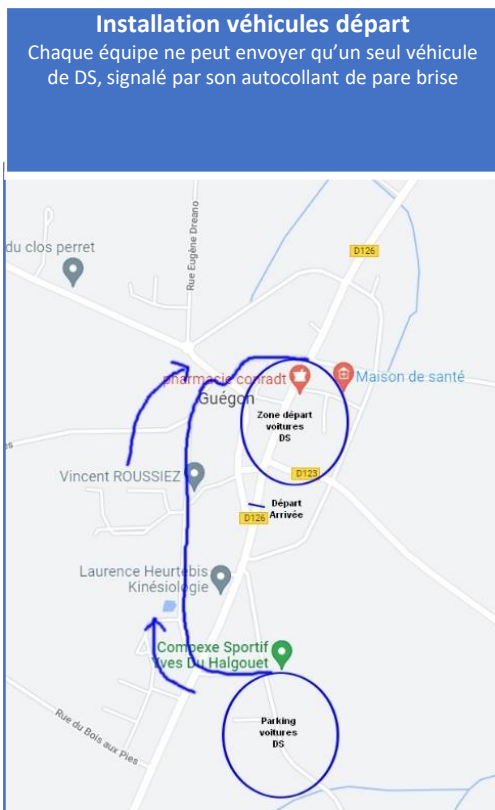 Installation véhicules départ
Chaque équipe ne peut envoyer qu'un seul véhicule
de DS, signalé par son autocollant de pare brise
Rue Eugène Dreano
du clos perret
D126
pharmacie conradt
Maison de santé
Guégon
Zone départ
voitures
DS
es
Vincent ROUSSIEZ
D123
Départ
Arrivée
D126
Laurence Heurtebis
Kinésiologie
Compexe Sportif
Yves Du Halgouet
Parking
voitures
DS
Rue du Bois aux Pies